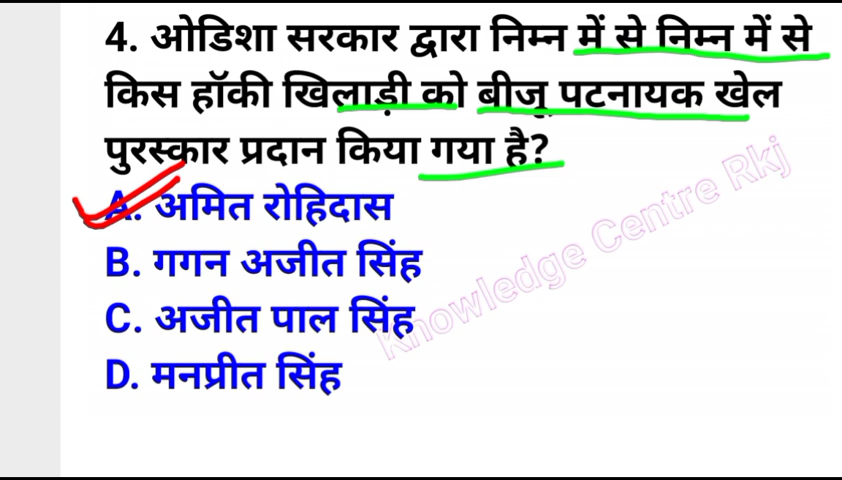 4. ओडिशा सरकार द्वारा निम्न में से निम्न में से
किस हॉकी खिलाड़ी को बीजू पटनायक खेल
पुरस्कार प्रदान किया गया है?
A. अमित रोहिदास
B. गगन अजीत सिंह
C. अजीत पाल सिंह
D. मनप्रीत सिंह
Knowledge Centre Rkj